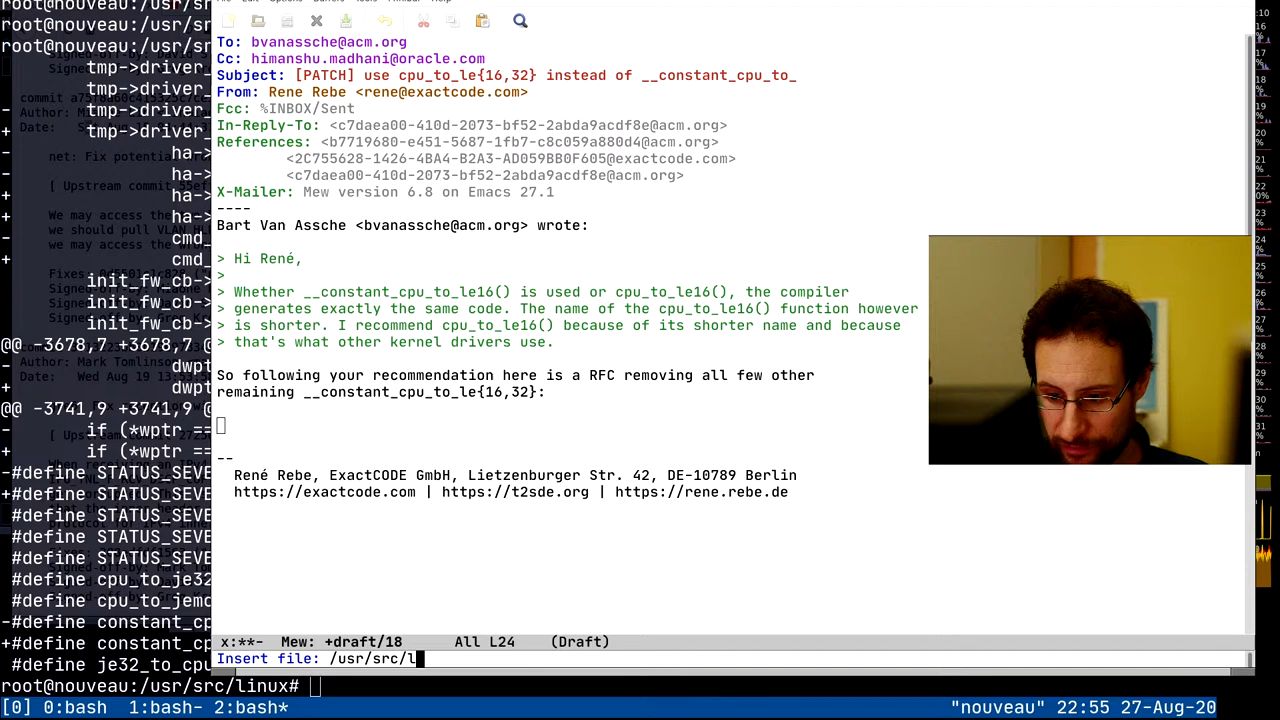 root@nouveau:/usr/sr
root@nouveau:/usr/src
root@nouveau:/usr/src
tmp->driver_
tmp->driver_
- tmp->driver_
+ tmp->driver_
- ha->
- ha->
+ ha->
+ ha->
- cmd_
+ cmd_
init_fw_cb->
init_fw_cb->
init_fw_cb->
@@ -3678,7 +3678,7 @
- dwpt
+ dwpt
@@ -3741,9 +3741,9 @
- if (*wptr ==
+ if (*wptr ==
-#define STATUS_SEVE
+#define STATUS_SEVE
#define STATUS_SEVE
#define STATUS_SEVE
#define STATUS_SEVE
#define cpu_to_je32
#define cpu_to_jemo
-#define constant_cp
+#define constant_cp
#define je32_to_cpu
root@nouveau:/usr/src/linux#
To: bvanassche@acm.org
Cc: himanshu.madhani@oracle.com
Subject: [PATCH] use cpu_to_le{16,32} instead of __constant_cpu_to_
From: Rene Rebe <rene@exactcode.com>
Fcc: %INBOX/Sent
In-Reply-To: <c7daea00-410d-2073-bf52-2abda9acdf8e@acm.org>
References: <b7719680-e451-5687-1fb7-c8c059a880d4@acm.org>
<2C755628-1426-4BA4-B2A3-AD059BB0F605@exactcode.com>
<c7daea00-410d-2073-bf52-2abda9acdf8e@acm.org>
X-Mailer: Mew version 6.8 on Emacs 27.1
----
Bart Van Assche <bvanassche@acm.org> wrote:
> Hi René,
>
> Whether __constant_cpu_to_le16() is used or cpu_to_le16(), the compiler
> generates exactly the same code. The name of the cpu_to_le16() function however
> is shorter. I recommend cpu_to_le16() because of its shorter name and because
> that's what other kernel drivers use.
So following your recommendation here is a RFC removing all few other
remaining __constant_cpu_to_le{16,32}:
--
René Rebe, ExactCODE GmbH, Lietzenburger Str. 42, DE-10789 Berlin
https://exactcode.com | https://t2sde.org | https://rene.rebe.de
x:**- Mew: +draft/18 All L24 (Draft)
Insert file: /usr/src/l
[0] 0:bash 1:bash- 2:bash* "nouveau" 22:55 27-Aug-20